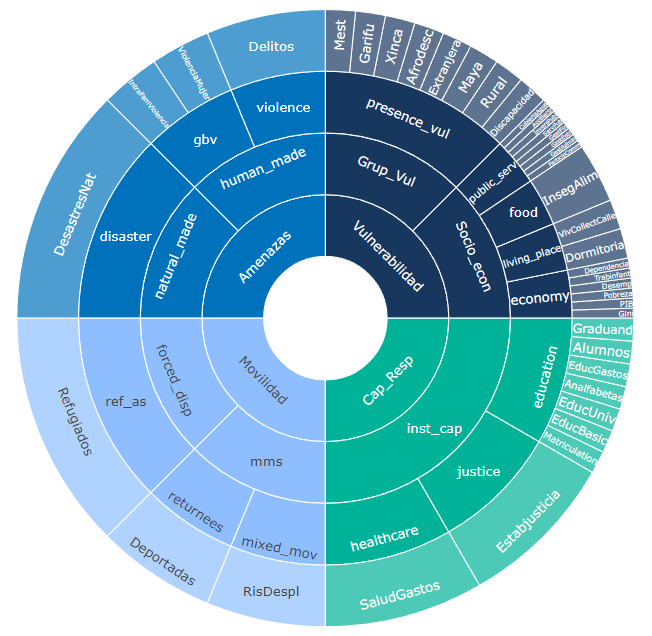 Mest
Garifu
Xinca
Afrodesc
Extranjera
Maya
Rural
Discapacidad
InsegAlim
VivCollectCalle
Dormitoria
Dependencia
Trabinfant
Desemp
Pobreza
PIB
Gini
presence_vul
public_serv
food
living_place
economy
Grup_Vul
Socio_econ
Vulnerabilidad
Delitos
ViolenciaMujer
IntraFamViolencia
DesastresNat
violence
gbv
disaster
human_made
natural_made
Amenazas
Movilidad
forced_disp
mms
ref_as
returnees
mixed_mov
Refugiados
Deportadas
RisDespl
Cap_Resp
inst_cap
education
justice
healthcare
Graduand
Alumnos
EducGastos
Analfabetas
EducUniv
EducBasic
Matriculation
Estabjusticia
SaludGastos